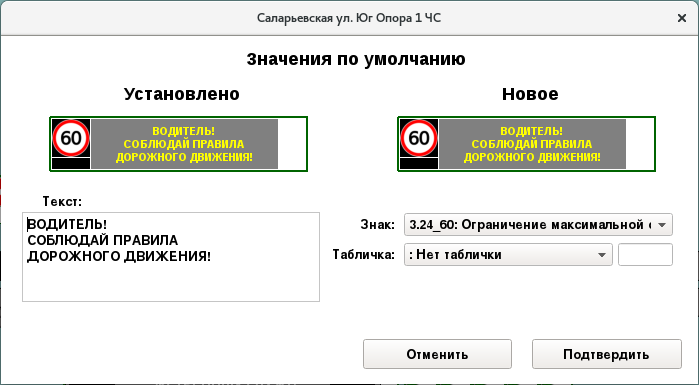 Саларьевская ул. Юг Опора 1 ЧС
Значения по умолчанию
Установлено
Новое
60
ВОДИТЕЛЬ!
СОБЛЮДАЙ ПРАВИЛА
ДОРОЖНОГО ДВИЖЕНИЯ!
60
ВОДИТЕЛЬ!
СОБЛЮДАЙ ПРАВИЛА
ДОРОЖНОГО ДВИЖЕНИЯ!
Текст:
ВОДИТЕЛЬ!
СОБЛЮДАЙ ПРАВИЛА
ДОРОЖНОГО ДВИЖЕНИЯ!
Знак: 3.24_60: Ограничение максимальной
Табличка: : Нет таблички
Отменить
Подтвердить